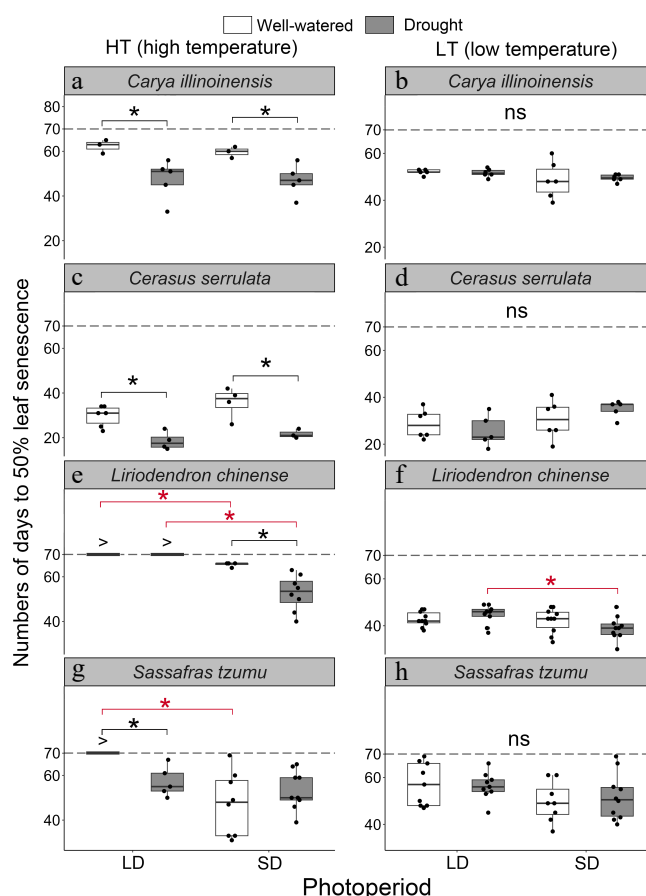 Well-watered Drought
HT (high temperature) LT (low temperature)
a Carya illinoinensis b Carya illinoinensis
80
70
60
40
20
* *
70
60
40
20
ns
c Cerasus serrulata d Cerasus serrulata
70
60
40
20
* *
70
60
40
20
ns
e Liriodendron chinense f Liriodendron chinense
70
60
40
* * *
> >
70
60
40
*
g Sassafras tzumu h Sassafras tzumu
70
60
40
* *
>
70
60
40
ns
LD SD LD SD
Numbers of days to 50% leaf senescence
Photoperiod